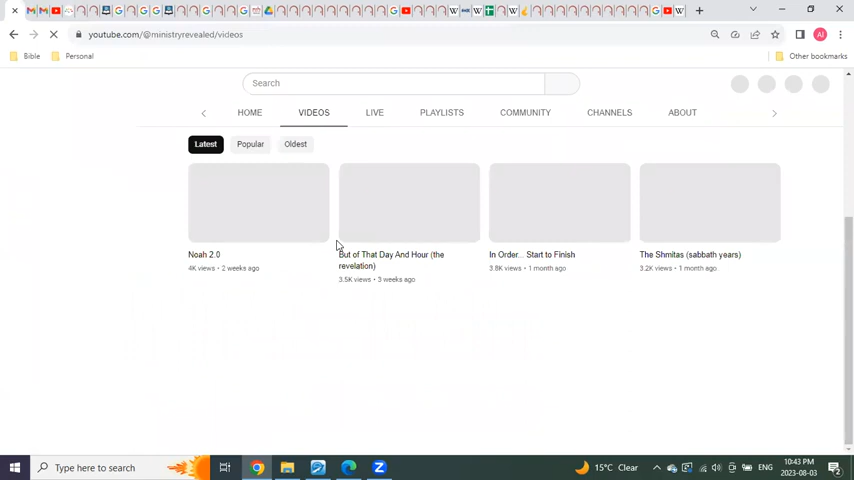 youtube.com/@ministryrevealed/videos
AI
Bible
Personal
Other bookmarks
Search
HOME
VIDEOS
LIVE
PLAYLISTS
COMMUNITY
CHANNELS
ABOUT
Latest
Popular
Oldest
Noah 2.0
4K views • 2 weeks ago
But of That Day And Hour (the
revelation)
3.5K views • 3 weeks ago
In Order... Start to Finish
3.8K views • 1 month ago
The Shmitas (sabbath years)
3.2K views • 1 month ago
Type here to search
15°C Clear
ENG
10:43 PM
2023-08-03
2